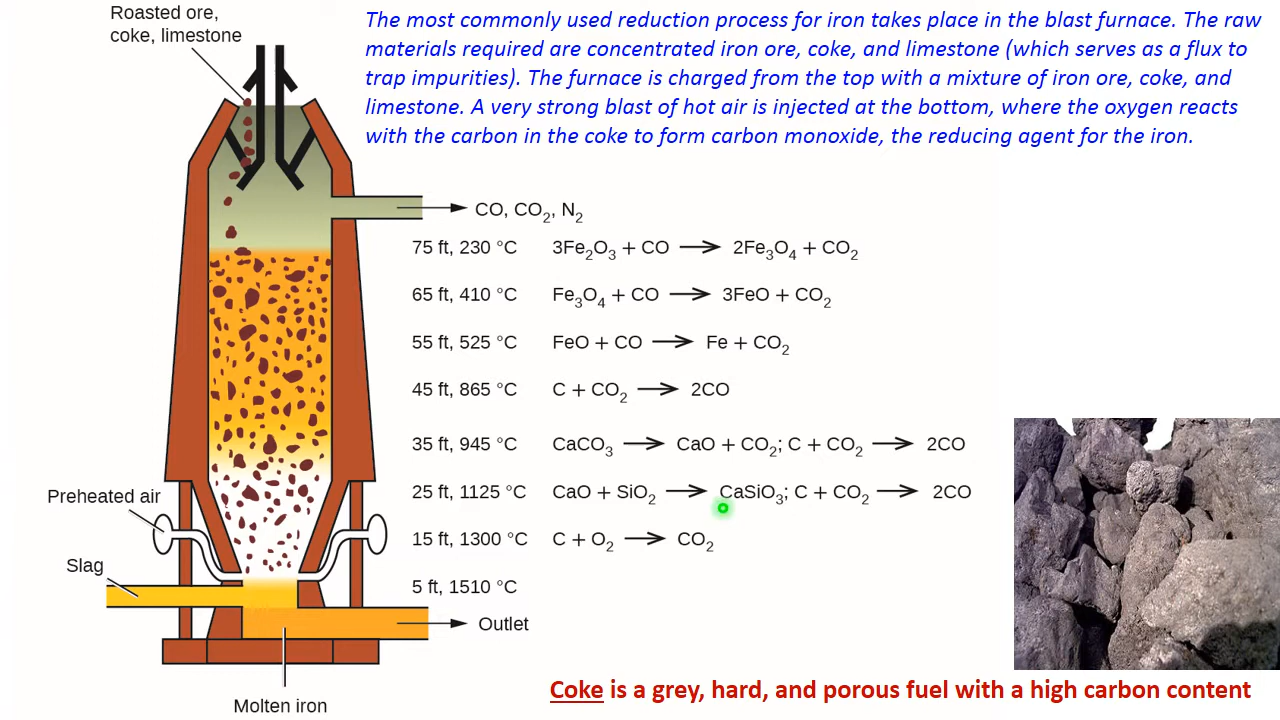 Roasted ore,
coke, limestone
The most commonly used reduction process for iron takes place in the blast furnace. The raw
materials required are concentrated iron ore, coke, and limestone (which serves as a flux to
trap impurities). The furnace is charged from the top with a mixture of iron ore, coke, and
limestone. A very strong blast of hot air is injected at the bottom, where the oxygen reacts
with the carbon in the coke to form carbon monoxide, the reducing agent for the iron.
CO, CO₂, N₂
75 ft, 230 °C 3Fe₂O₃ + CO ⟶ 2Fe₃O₄ + CO₂
65 ft, 410 °C Fe₃O₄ + CO ⟶ 3FeO + CO₂
55 ft, 525 °C FeO + CO ⟶ Fe + CO₂
45 ft, 865 °C C + CO₂ ⟶ 2CO
35 ft, 945 °C CaCO₃ ⟶ CaO + CO₂; C + CO₂ ⟶ 2CO
25 ft, 1125 °C CaO + SiO₂ ⟶ CaSiO₃; C + CO₂ ⟶ 2CO
15 ft, 1300 °C C + O₂ ⟶ CO₂
5 ft, 1510 °C
Preheated air
Slag
Outlet
Molten iron
Coke is a grey, hard, and porous fuel with a high carbon content